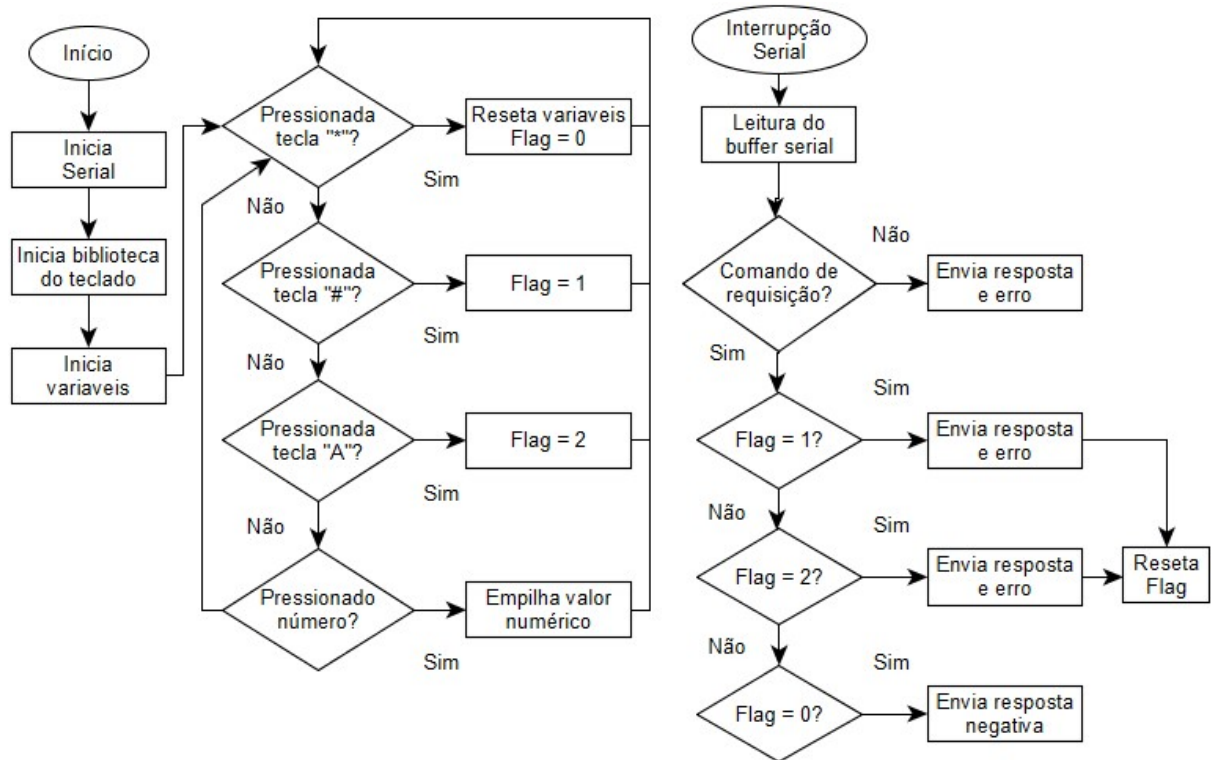 Início
Inicia
Serial
Inicia biblioteca
do teclado
Inicia
variaveis
Pressionada
tecla "*"?
Sim
Reseta variaveis
Flag = 0
Não
Pressionada
tecla "#"?
Sim
Flag = 1
Não
Pressionada
tecla "A"?
Sim
Flag = 2
Não
Pressionado
número?
Sim
Empilha valor
numérico
Interrupção
Serial
Leitura do
buffer serial
Comando de
requisição?
Não
Envia resposta
e erro
Sim
Flag = 1?
Sim
Envia resposta
e erro
Não
Flag = 2?
Sim
Envia resposta
e erro
Reseta
Flag
Não
Flag = 0?
Sim
Envia resposta
negativa